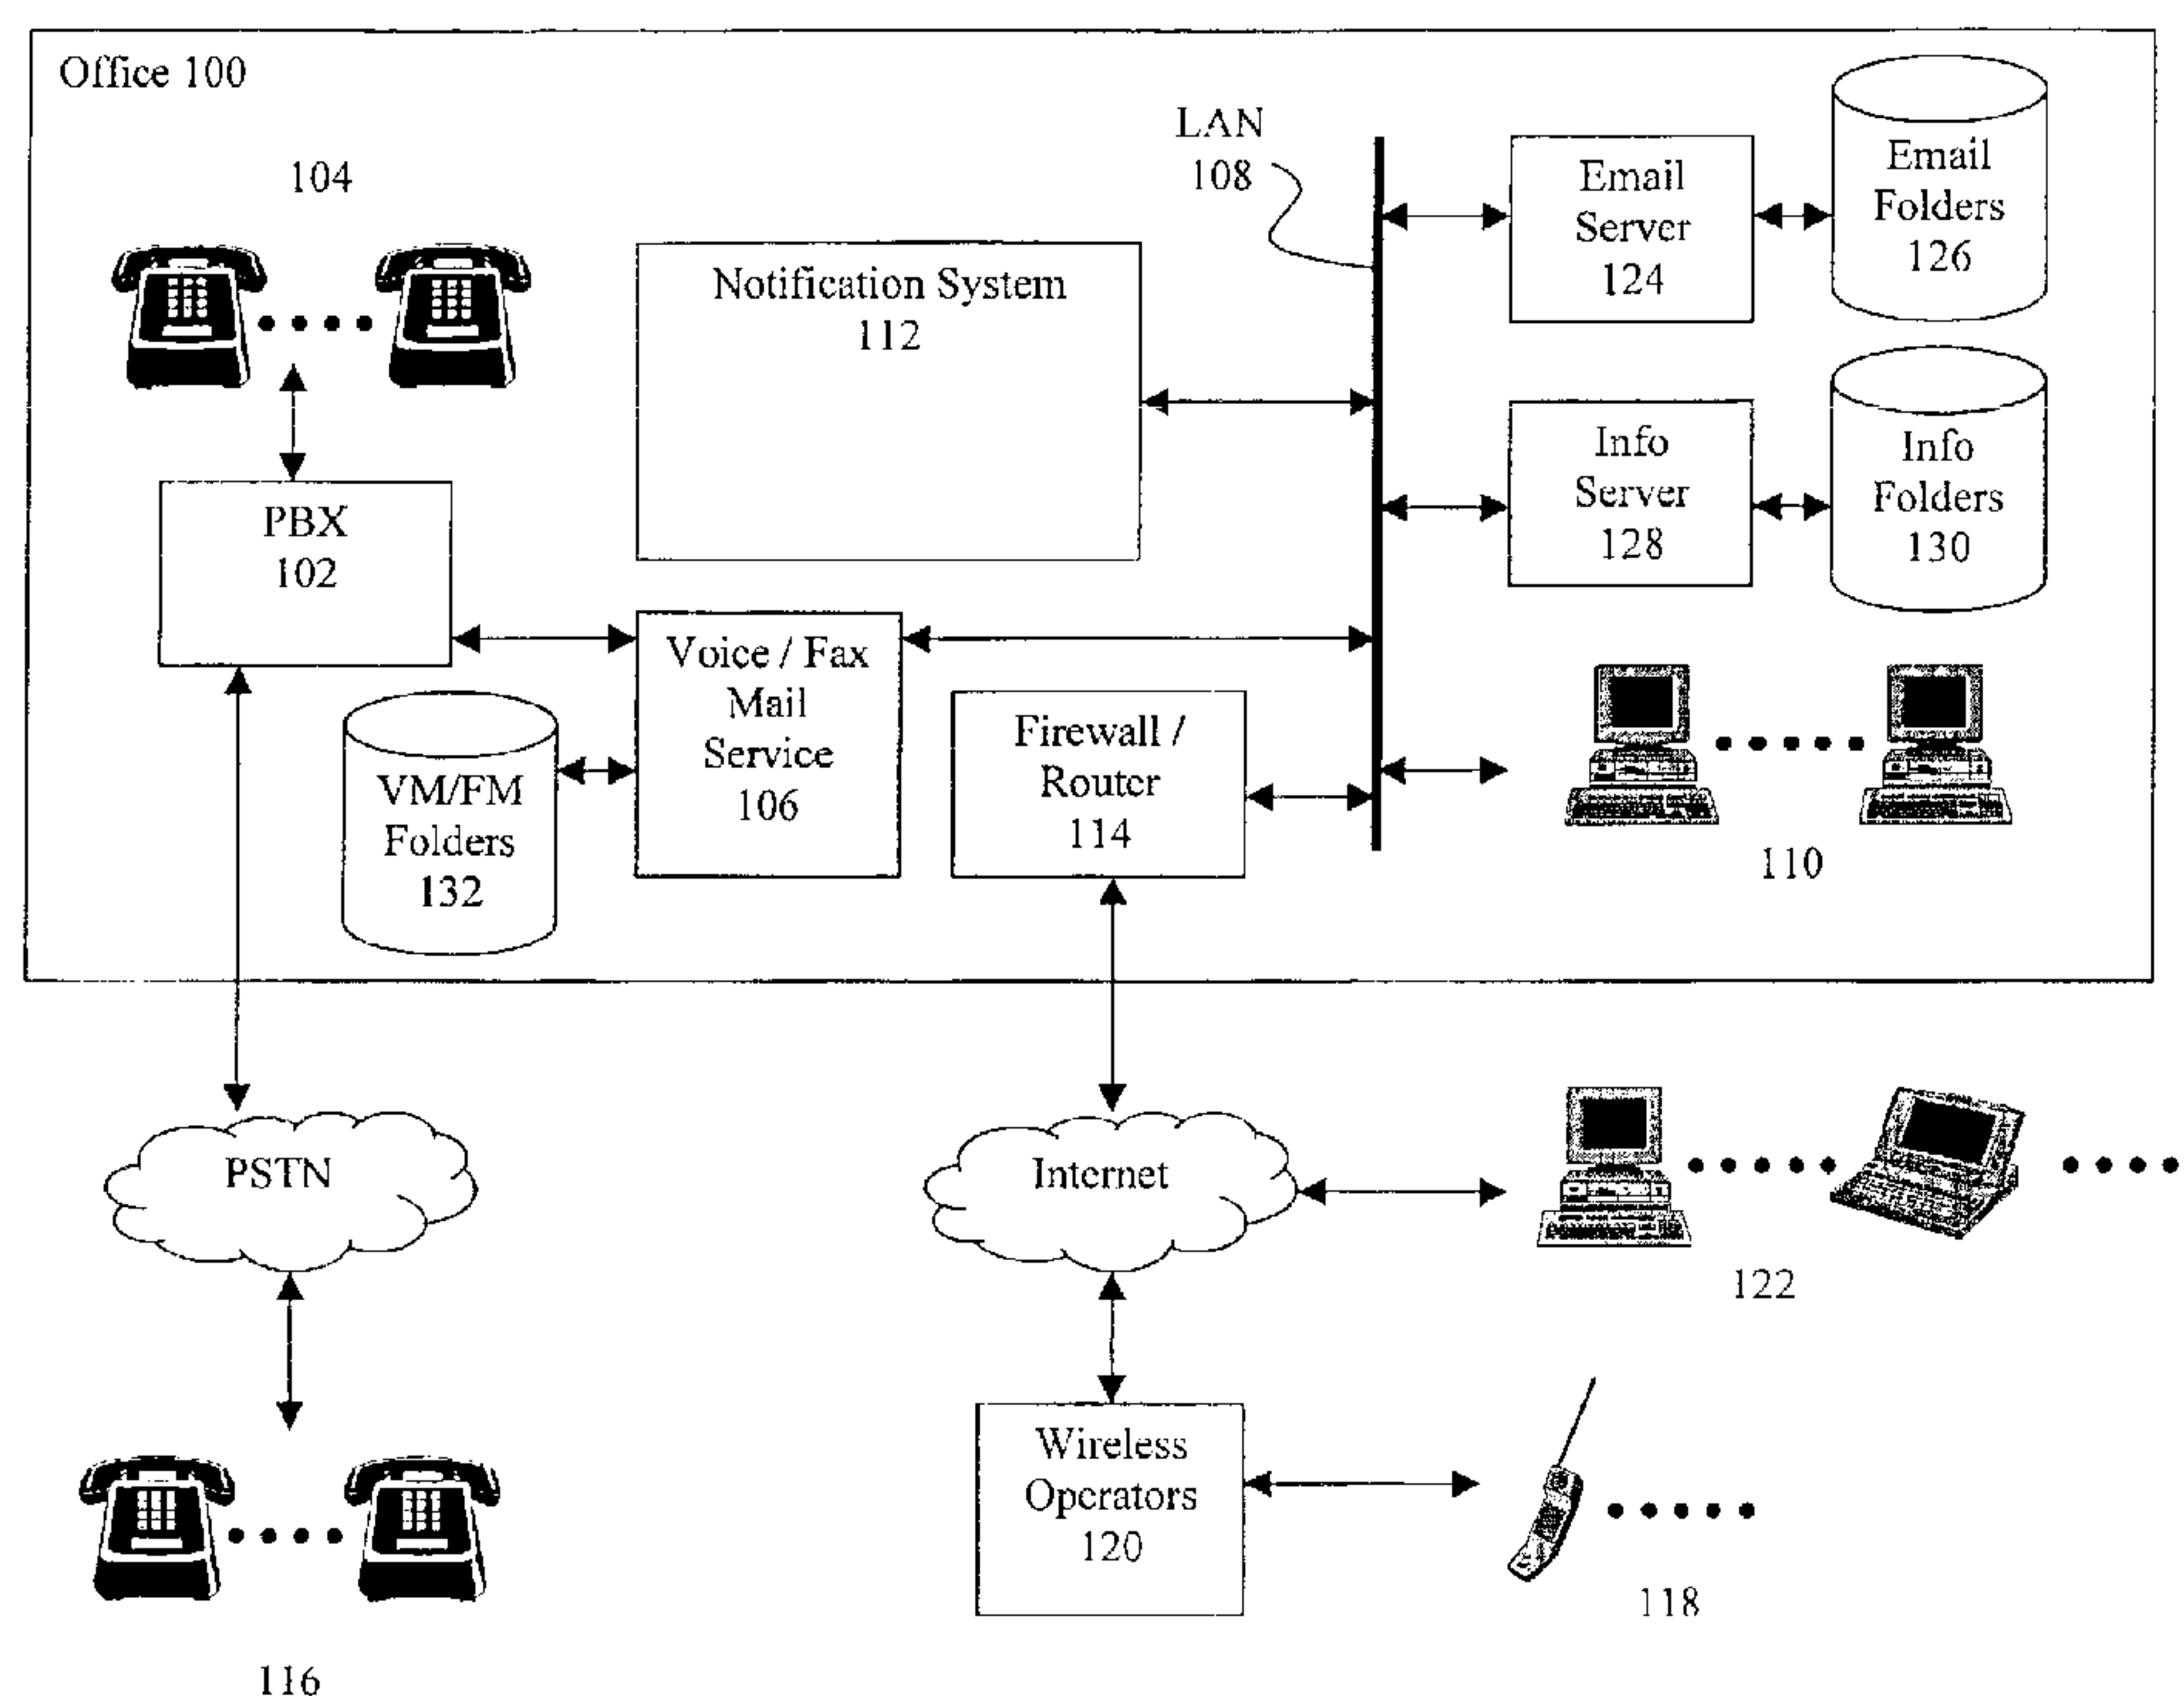 Office 100
104
LAN
108
Notification System
112
Email
Server
124
Email
Folders
126
PBX
102
Info
Server
128
Info
Folders
130
Voice / Fax
Mail
Service
106
VM/FM
Folders
132
Firewall /
Router
114
110
PSTN
Internet
122
Wireless
Operators
120
118
116